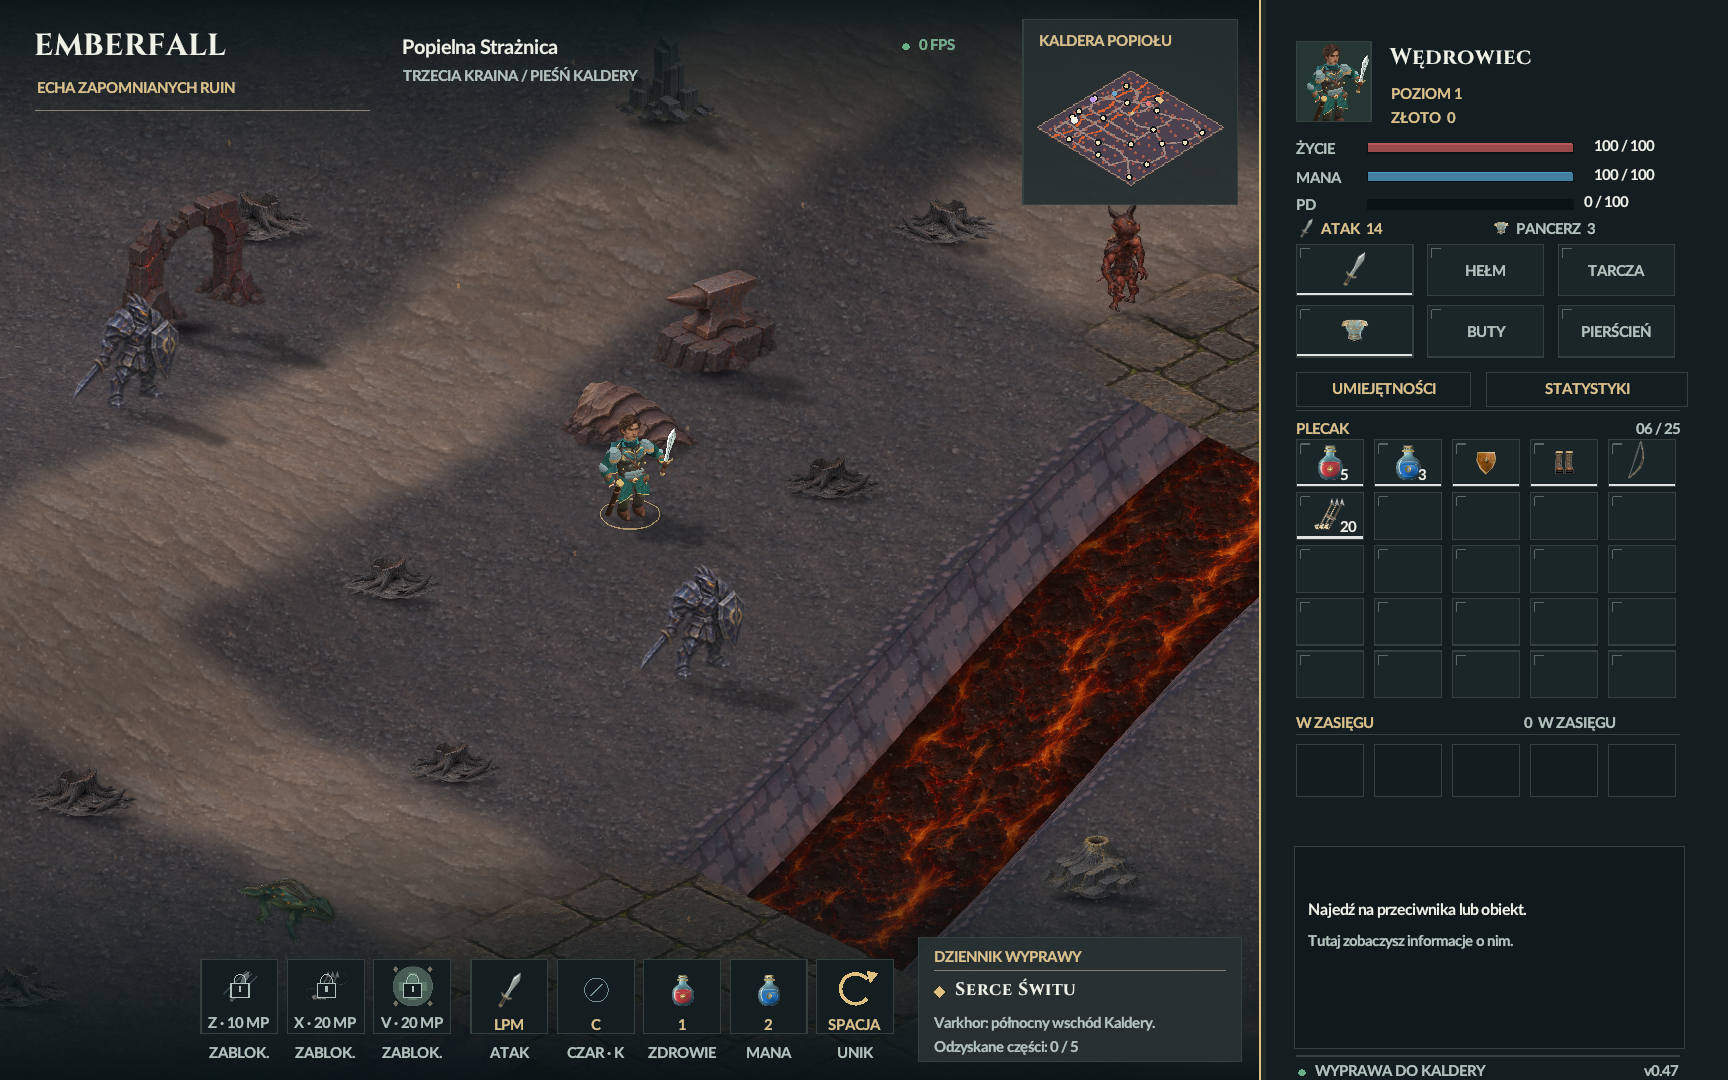 EMBERFALL
ECHA ZAPOMNIANYCH RUIN
Popielna Strażnica
TRZECIA KRAINA / PIEŚŃ KALDERY
0 FPS
KALDERA POPIOŁU
Wędrowiec
POZIOM 1
ZŁOTO 0
ŻYCIE 100 / 100
MANA 100 / 100
PD 0 / 100
ATAK 14 PANCERZ 3
HEŁM TARCZA
BUTY PIERŚCIEŃ
UMIEJĘTNOŚCI STATYSTYKI
PLECAK 06 / 25
5 3
20
W ZASIĘGU 0 W ZASIĘGU
Najedź na przeciwnika lub obiekt.
Tutaj zobaczysz informacje o nim.
WYPRAWA DO KALDERY v0.47
DZIENNIK WYPRAWY
Serce Świtu
Varkhor: północny wschód Kaldery.
Odzyskane części: 0 / 5
Z · 10 MP X · 20 MP V · 20 MP LPM C 1 2 SPACJA
ZABLOK. ZABLOK. ZABLOK. ATAK CZAR · K ZDROWIE MANA UNIK